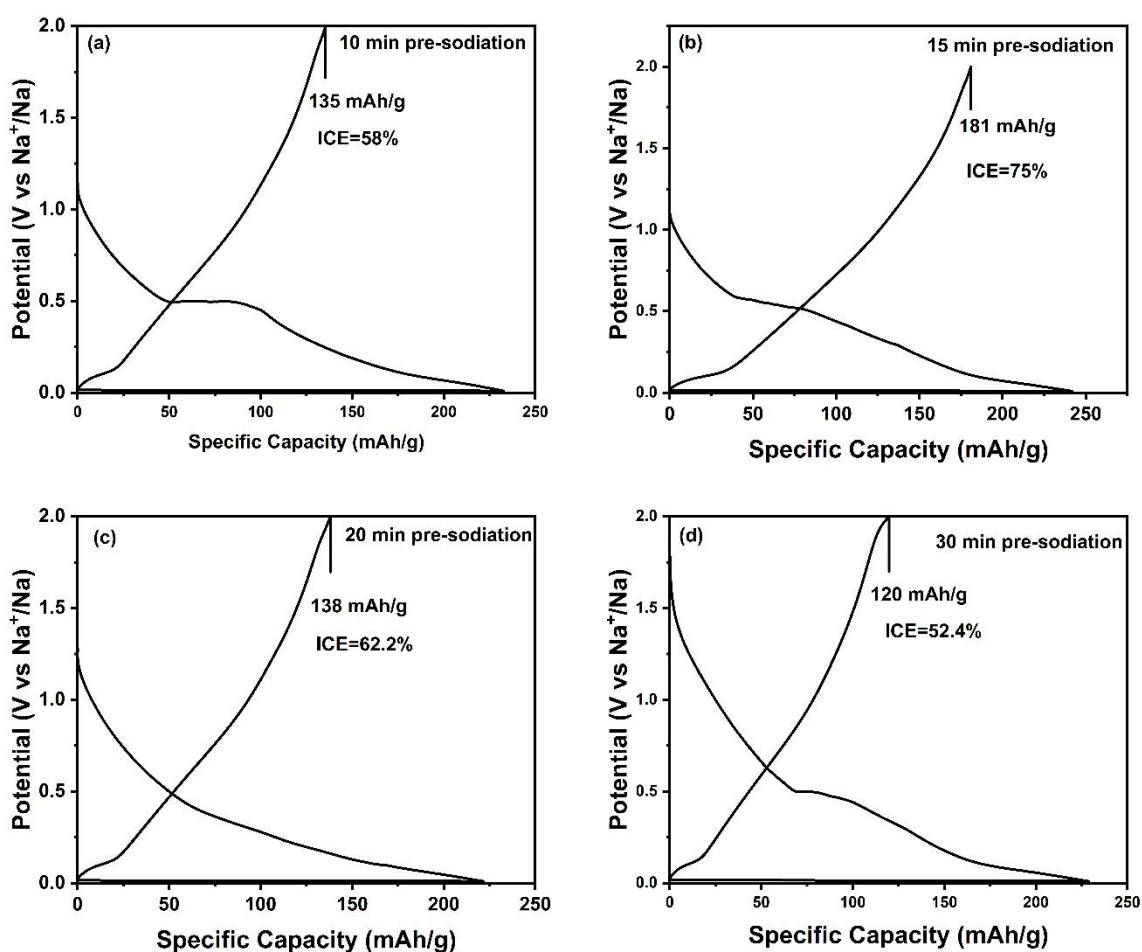 (a)
10 min pre-sodiation
135 mAh/g
ICE=58%
Potential (V vs Na⁺/Na)
2.0
1.5
1.0
0.5
0.0
0 50 100 150 200 250
Specific Capacity (mAh/g)
(b)
15 min pre-sodiation
181 mAh/g
ICE=75%
Potential (V vs Na⁺/Na)
2.0
1.5
1.0
0.5
0.0
0 50 100 150 200 250
Specific Capacity (mAh/g)
(c)
20 min pre-sodiation
138 mAh/g
ICE=62.2%
Potential (V vs Na⁺/Na)
2.0
1.5
1.0
0.5
0.0
0 50 100 150 200 250
Specific Capacity (mAh/g)
(d)
30 min pre-sodiation
120 mAh/g
ICE=52.4%
Potential (V vs Na⁺/Na)
2.0
1.5
1.0
0.5
0.0
0 50 100 150 200 250
Specific Capacity (mAh/g)